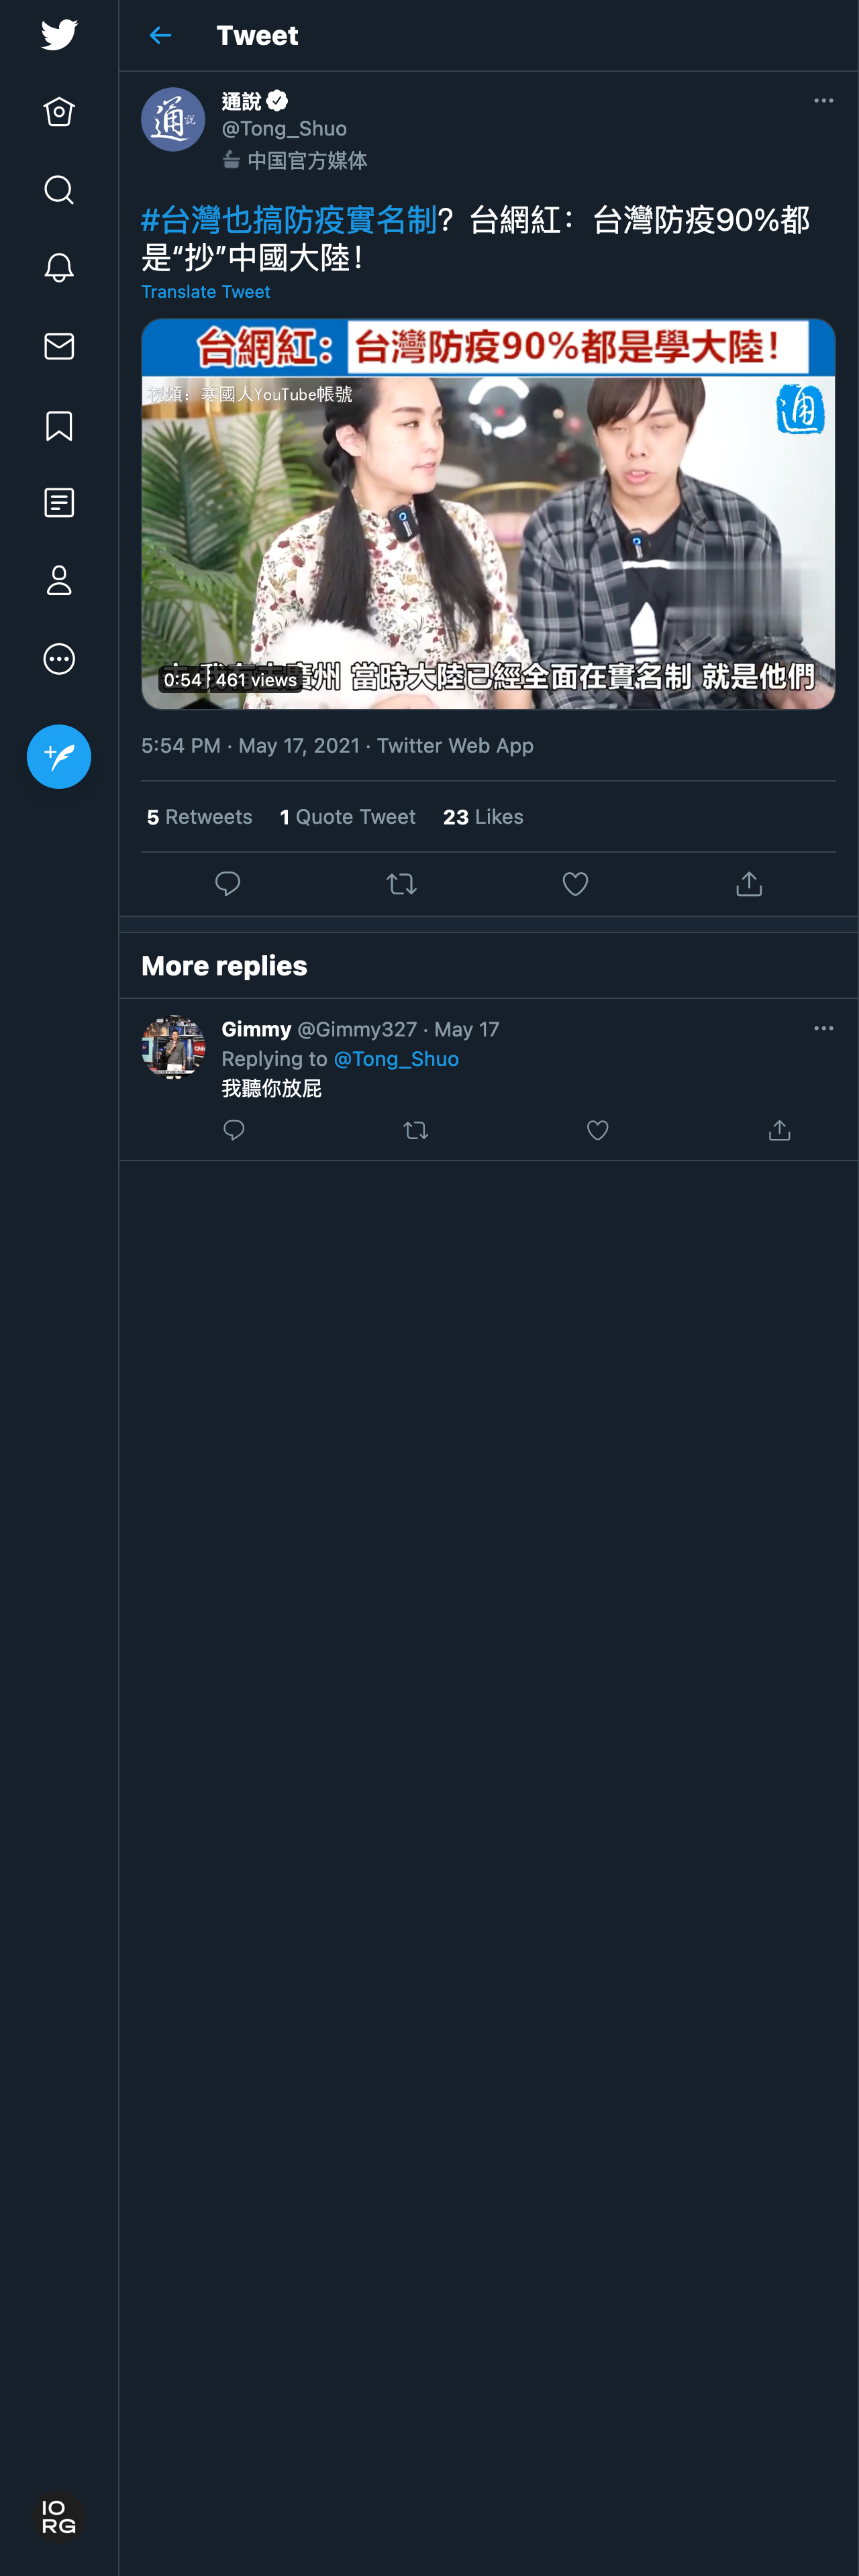 Tweet
通說
@Tong_Shuo
中国官方媒体
#台灣也搞防疫實名制？台網紅：台灣防疫90%都
是“抄”中國大陸！
Translate Tweet
台網紅：台灣防疫90%都是學大陸！
視頻：寒國人YouTube帳號
通
州 當時大陸已經全面在實名制 就是他們
0:54 461 views
5:54 PM · May 17, 2021 · Twitter Web App
5 Retweets 1 Quote Tweet 23 Likes
More replies
Gimmy @Gimmy327 · May 17
Replying to @Tong_Shuo
我聽你放屁
IO
RG